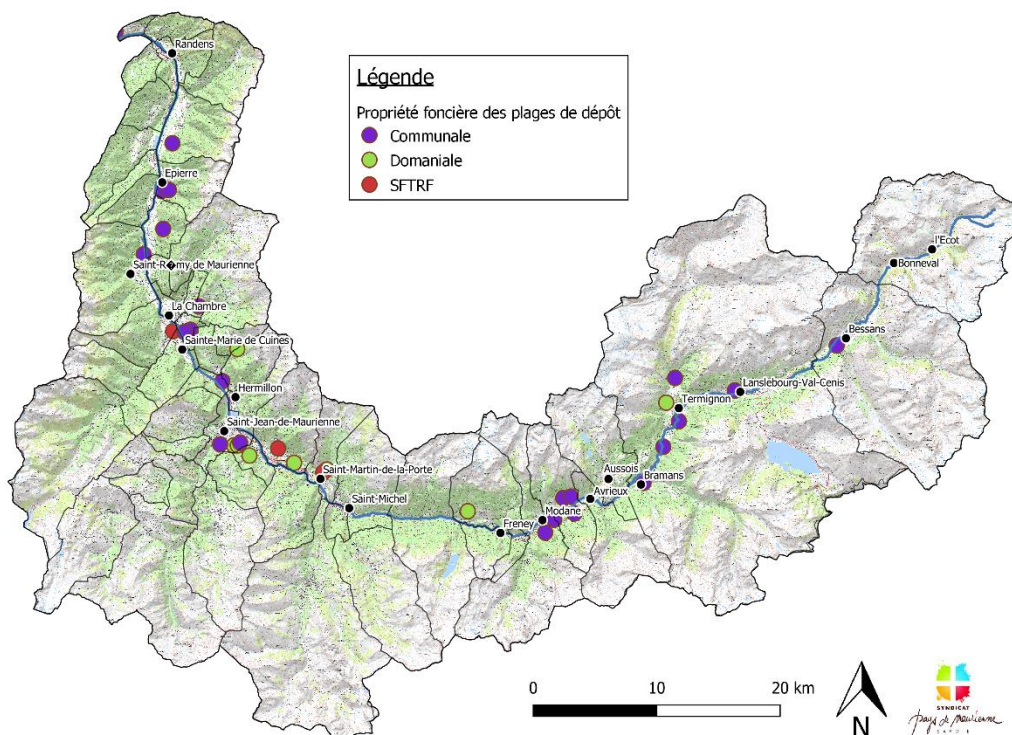 Randens
Légende
Propriété foncière des plages de dépôt
Communale
Domaniale
SFTRF
Epierre
l'Ecot
Bonneval
Saint-R�my de Maurienne
La Chambre
Bessans
Sainte-Marie de Cuines
Lanslebourg-Val-Cenis
Hermillon
Termignon
Saint-Jean-de-Maurienne
Saint-Martin-de-la-Porte
Aussois
Bramans
Avrieux
Saint-Michel
Modane
Freney
0 10 20 km
N
SYNDICAT
pays de maurienne
SAVOIE